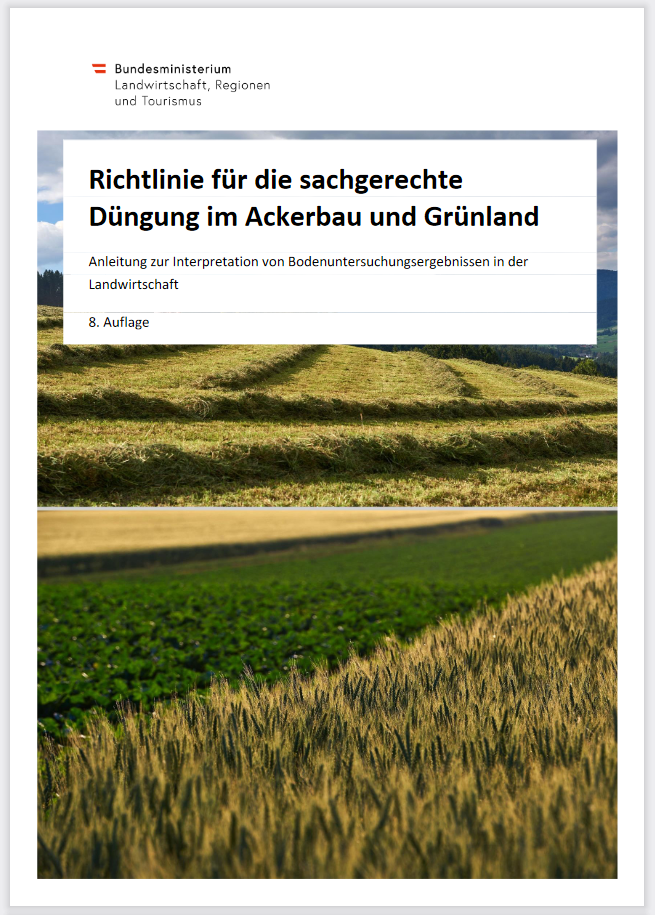 Bundesministerium
Landwirtschaft, Regionen
und Tourismus
Richtlinie für die sachgerechte
Düngung im Ackerbau und Grünland
Anleitung zur Interpretation von Bodenuntersuchungsergebnissen in der
Landwirtschaft
8. Auflage